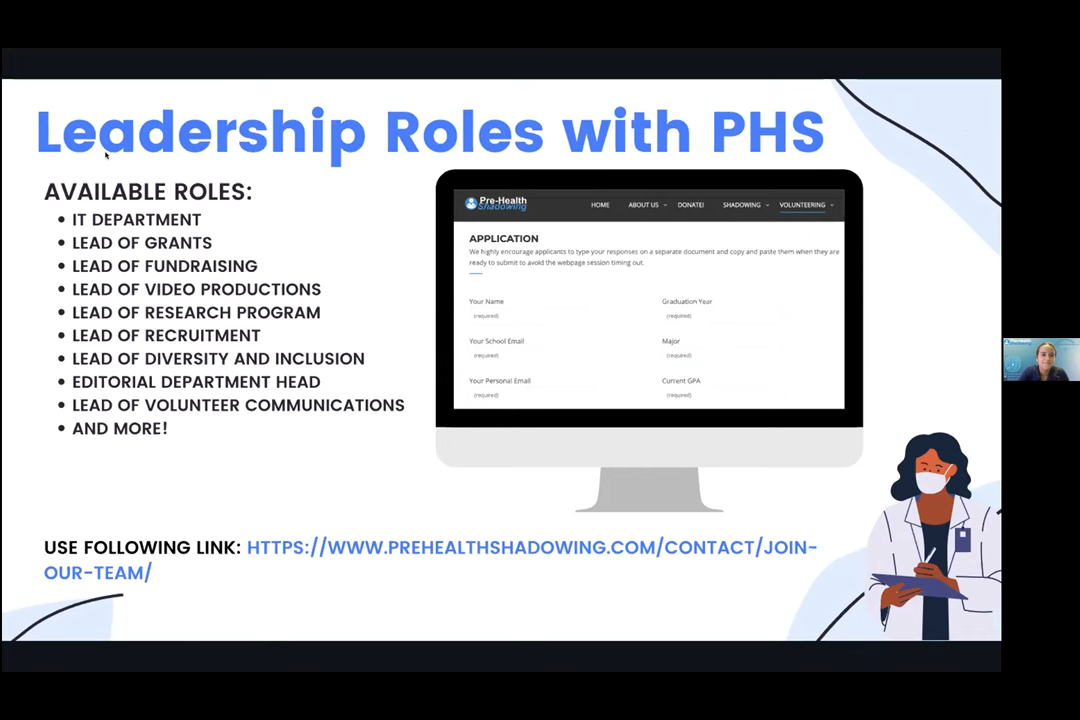 Leadership Roles with PHS
AVAILABLE ROLES:
• IT DEPARTMENT
• LEAD OF GRANTS
• LEAD OF FUNDRAISING
• LEAD OF VIDEO PRODUCTIONS
• LEAD OF RESEARCH PROGRAM
• LEAD OF RECRUITMENT
• LEAD OF DIVERSITY AND INCLUSION
• EDITORIAL DEPARTMENT HEAD
• LEAD OF VOLUNTEER COMMUNICATIONS
• AND MORE!
Pre-Health
Shadowing
HOME ABOUT US DONATE! SHADOWING VOLUNTEERING
APPLICATION
We highly encourage applicants to type your responses on a separate document and copy and paste them when they are
ready to submit to avoid the webpage session timing out.
Your Name Graduation Year
(required) (required)
Your School Email Major
(required) (required)
Your Personal Email Current GPA
(required) (required)
USE FOLLOWING LINK: HTTPS://WWW.PREHEALTHSHADOWING.COM/CONTACT/JOIN-
OUR-TEAM/